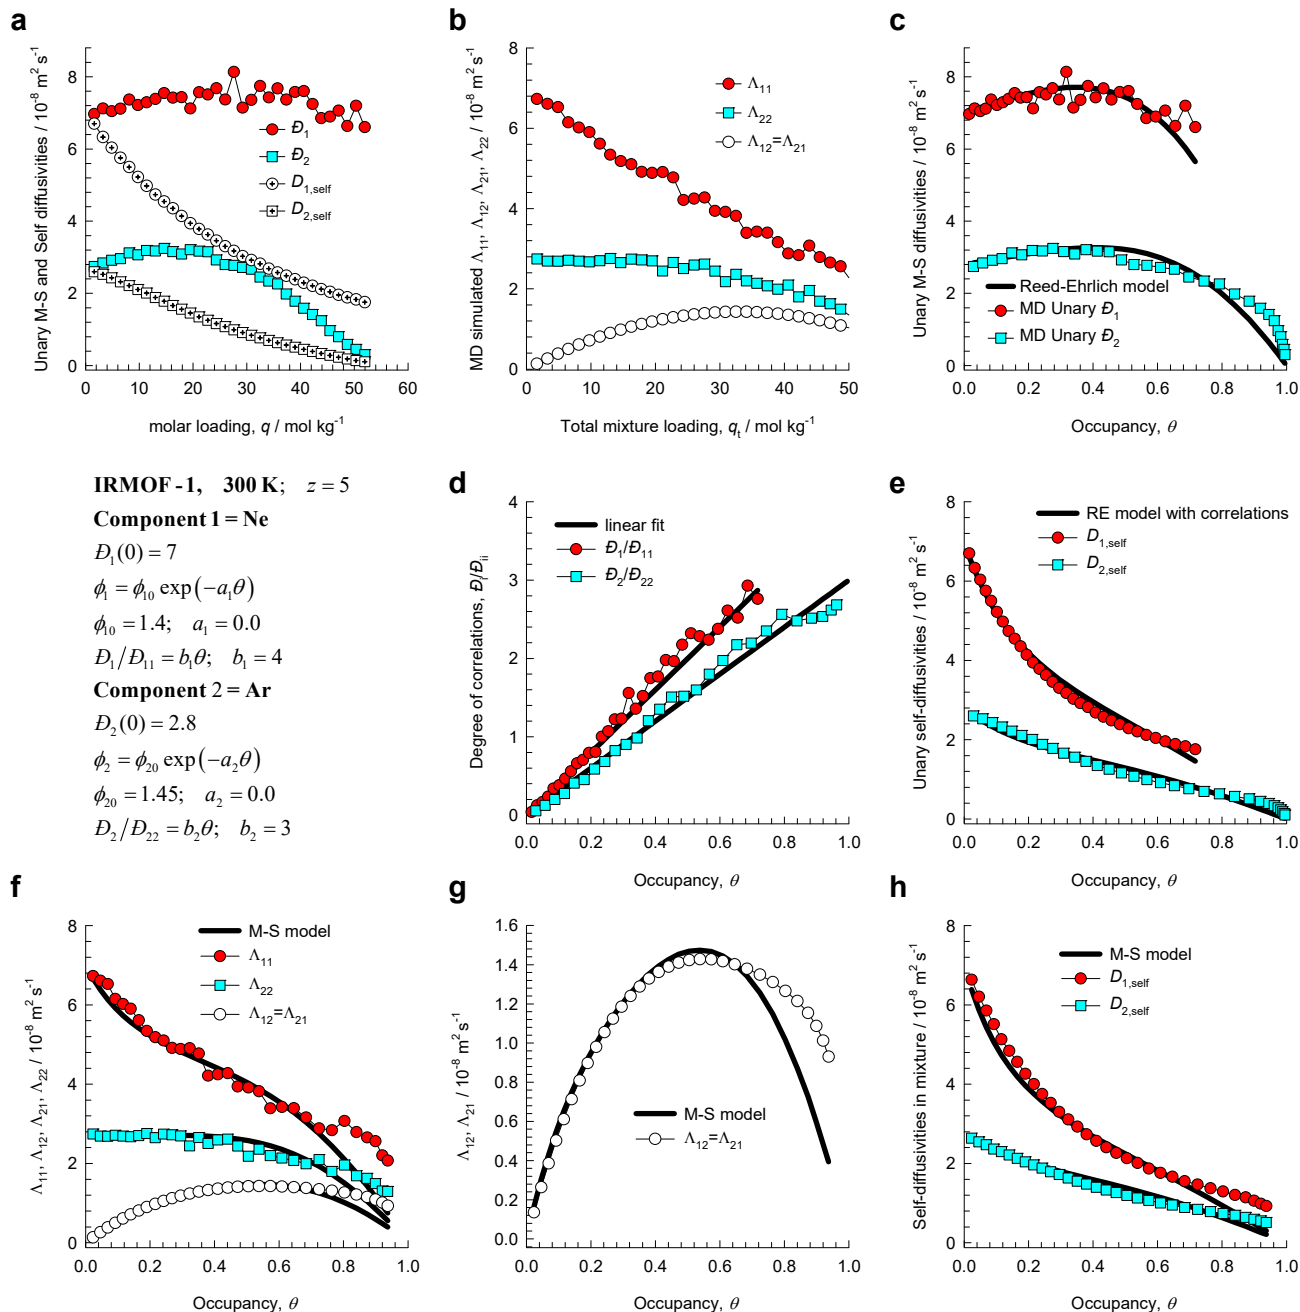 a
8
6
4
2
0
0
10
20
30
40
50
60
Unary M-S and Self diffusivities / 10⁻⁸ m² s⁻¹
molar loading, q / mol kg⁻¹
Đ₁
Đ₂
D₁,self
D₂,self
b
8
6
4
2
0
0
10
20
30
40
50
MD simulated Λ₁₁, Λ₁₂, Λ₂₁, Λ₂₂ / 10⁻⁸ m² s⁻¹
Total mixture loading, qₜ / mol kg⁻¹
Λ₁₁
Λ₂₂
Λ₁₂=Λ₂₁
c
8
6
4
2
0
0.0
0.2
0.4
0.6
0.8
1.0
Unary M-S diffusivities / 10⁻⁸ m² s⁻¹
Occupancy, θ
Reed-Ehrlich model
MD Unary Đ₁
MD Unary Đ₂
IRMOF-1, 300 K; z = 5
Component 1 = Ne
Đ₁(0) = 7
ϕ₁ = ϕ₁₀ exp(−a₁θ)
ϕ₁₀ = 1.4; a₁ = 0.0
Đ₁/Đ₁₁ = b₁θ; b₁ = 4
Component 2 = Ar
Đ₂(0) = 2.8
ϕ₂ = ϕ₂₀ exp(−a₂θ)
ϕ₂₀ = 1.45; a₂ = 0.0
Đ₂/Đ₂₂ = b₂θ; b₂ = 3
d
4
3
2
1
0
0.0
0.2
0.4
0.6
0.8
1.0
Degree of correlations, Đᵢ/Đᵢᵢ
Occupancy, θ
linear fit
Đ₁/Đ₁₁
Đ₂/Đ₂₂
e
8
6
4
2
0
0.0
0.2
0.4
0.6
0.8
1.0
Unary self-diffusivities / 10⁻⁸ m² s⁻¹
Occupancy, θ
RE model with correlations
D₁,self
D₂,self
f
8
6
4
2
0
0.0
0.2
0.4
0.6
0.8
1.0
Λ₁₁, Λ₁₂, Λ₂₁, Λ₂₂ / 10⁻⁸ m² s⁻¹
Occupancy, θ
M-S model
Λ₁₁
Λ₂₂
Λ₁₂=Λ₂₁
g
1.6
1.4
1.2
1.0
0.8
0.6
0.4
0.2
0.0
0.0
0.2
0.4
0.6
0.8
1.0
Λ₁₂, Λ₂₁ / 10⁻⁸ m² s⁻¹
Occupancy, θ
M-S model
Λ₁₂=Λ₂₁
h
8
6
4
2
0
0.0
0.2
0.4
0.6
0.8
1.0
Self-diffusivities in mixture / 10⁻⁸ m² s⁻¹
Occupancy, θ
M-S model
D₁,self
D₂,self